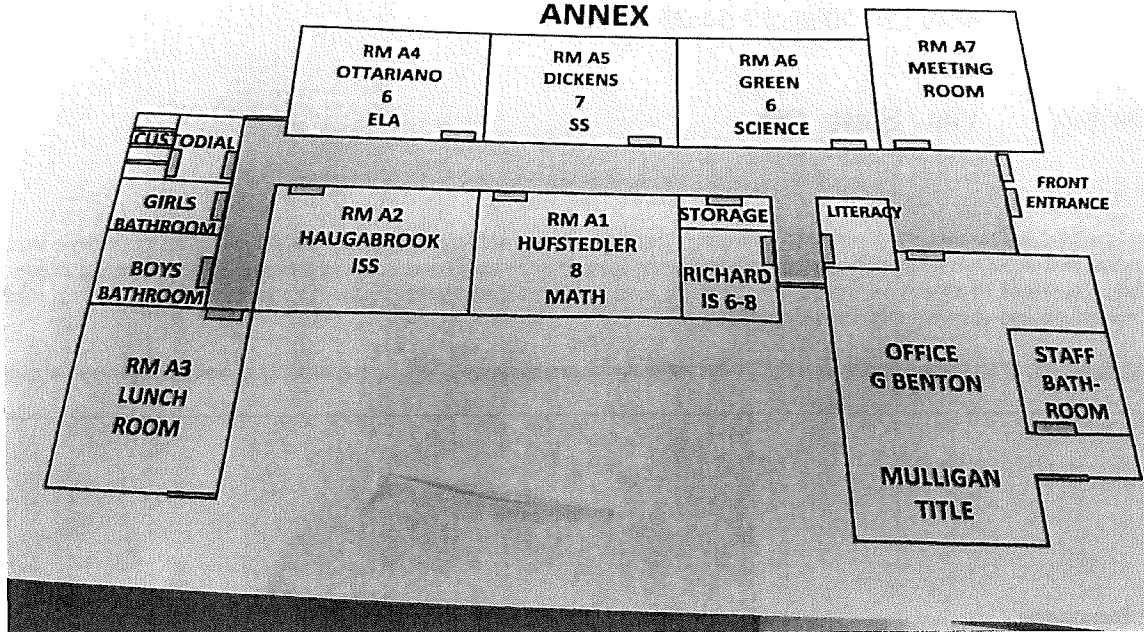 ANNEX
RM A4
OTTARIANO
6
ELA
RM A5
DICKENS
7
SS
RM A6
GREEN
6
SCIENCE
RM A7
MEETING
ROOM
CUSTODIAL
GIRLS
BATHROOM
BOYS
BATHROOM
RM A3
LUNCH
ROOM
RM A2
HAUGABROOK
ISS
RM A1
HUFSTEDLER
8
MATH
STORAGE
RICHARD
IS 6-8
LITERACY
FRONT
ENTRANCE
OFFICE
G BENTON
STAFF
BATH-
ROOM
MULLIGAN
TITLE